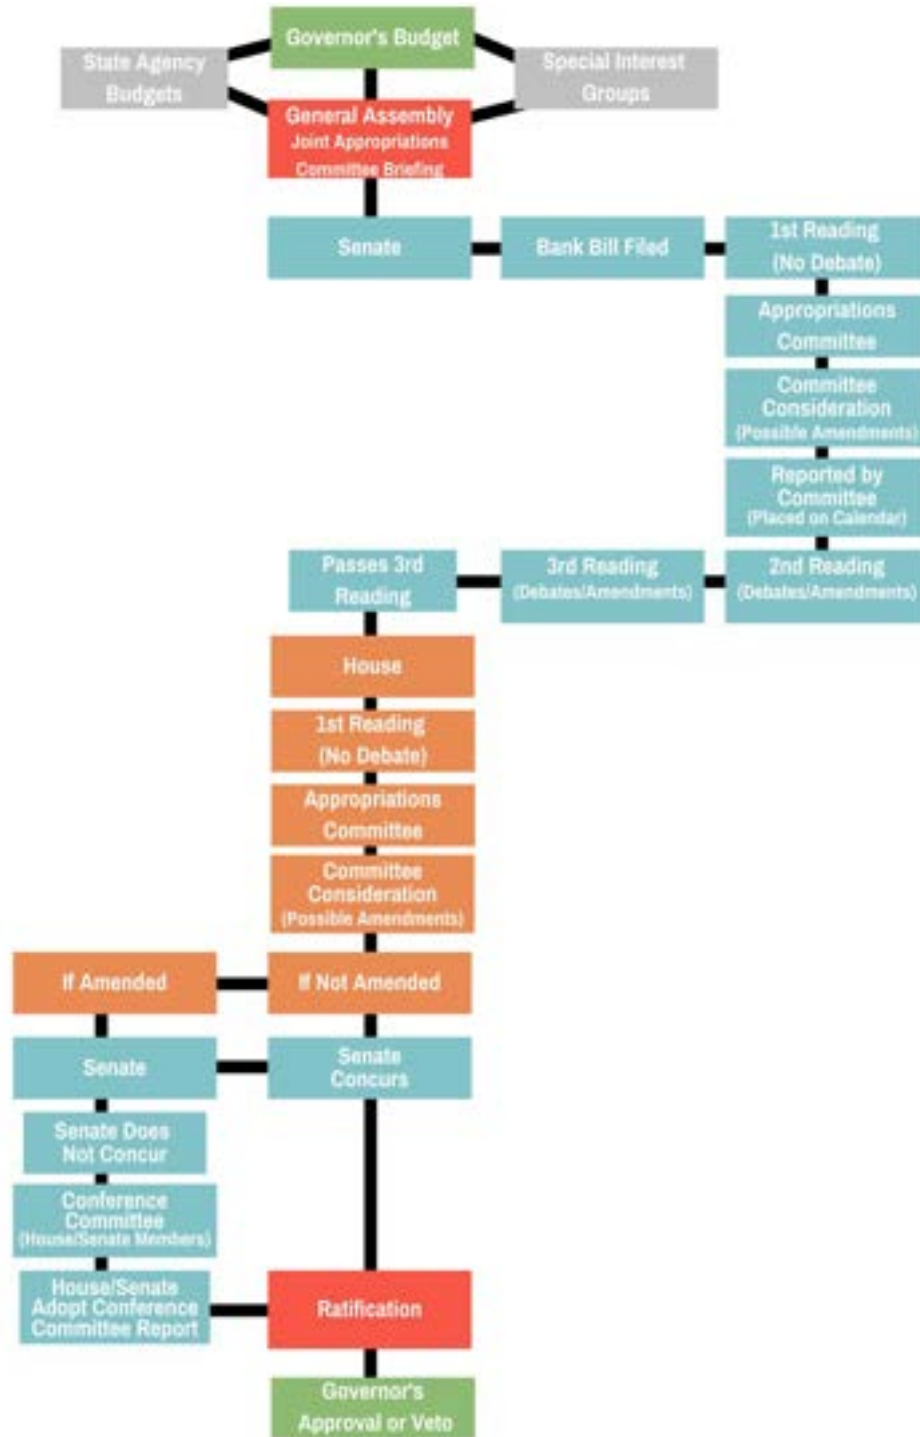 Governor's Budget
State Agency
Budgets
Special Interest
Groups
General Assembly
Joint Appropriations
Committee Briefing
Senate
Bank Bill Filed
1st Reading
(No Debate)
Appropriations
Committee
Committee
Consideration
(Possible Amendments)
Reported by
Committee
(Placed on Calendar)
2nd Reading
(Debates/Amendments)
3rd Reading
(Debates/Amendments)
Passes 3rd
Reading
House
1st Reading
(No Debate)
Appropriations
Committee
Committee
Consideration
(Possible Amendments)
If Amended
If Not Amended
Senate
Senate
Concurs
Senate Does
Not Concur
Conference
Committee
(House/Senate Members)
House/Senate
Adopt Conference
Committee Report
Ratification
Governor's
Approval or Veto